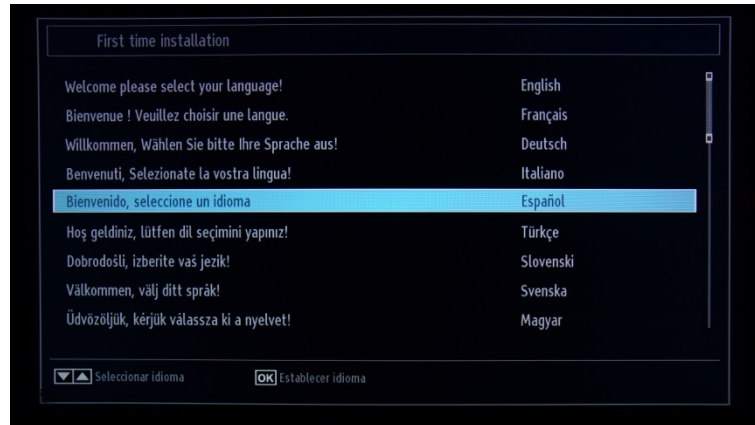 First time installation
Welcome please select your language! English
Bienvenue ! Veuillez choisir une langue. Français
Willkommen, Wählen Sie bitte Ihre Sprache aus! Deutsch
Benvenuti, Selezionate la vostra lingua! Italiano
Bienvenido, seleccione un idioma Español
Hoş geldiniz, lütfen dil seçimini yapınız! Türkçe
Dobrodošli, izberite vaš jezik! Slovenski
Välkommen, välj ditt språk! Svenska
Üdvözöljük, kérjük válassza ki a nyelvet! Magyar
Seleccionar idioma OK Establecer idioma